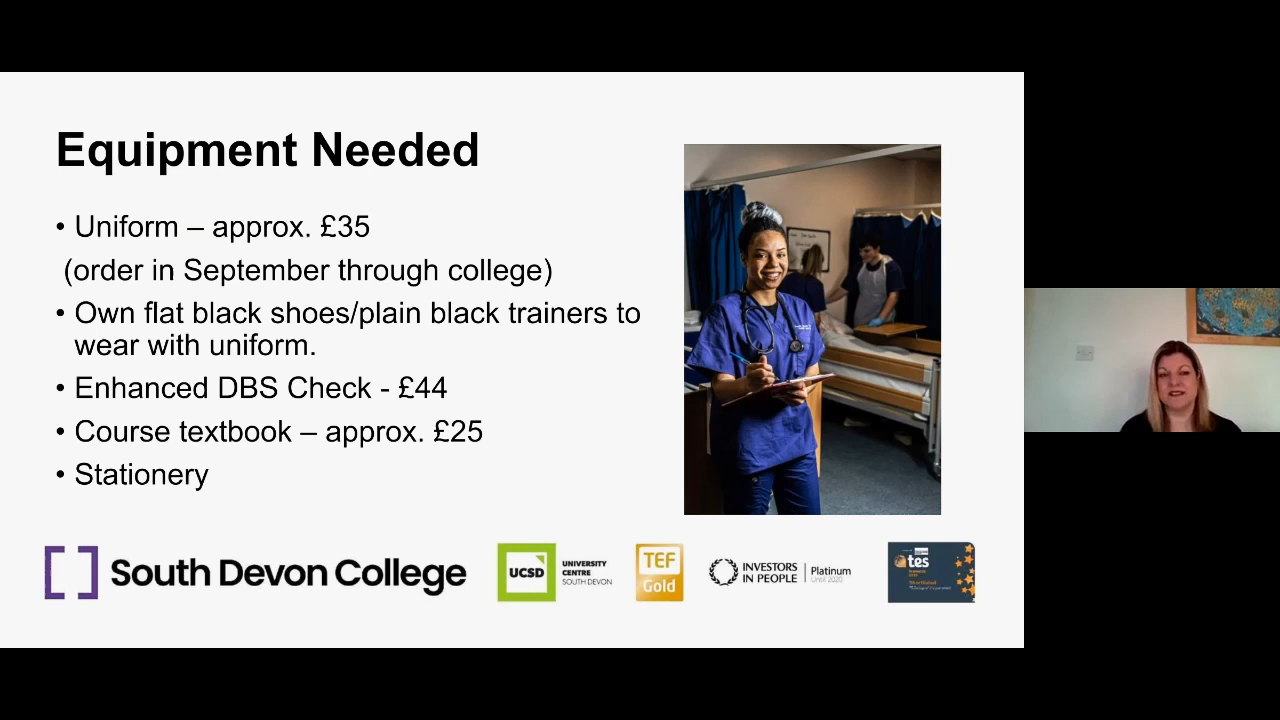 Equipment Needed
• Uniform – approx. £35
(order in September through college)
• Own flat black shoes/plain black trainers to
wear with uniform.
• Enhanced DBS Check - £44
• Course textbook – approx. £25
• Stationery
South Devon College
UCSD
UNIVERSITY
CENTRE
SOUTH DEVON
TEF
Gold
INVESTORS
IN PEOPLE
Platinum
Until 2020
tes